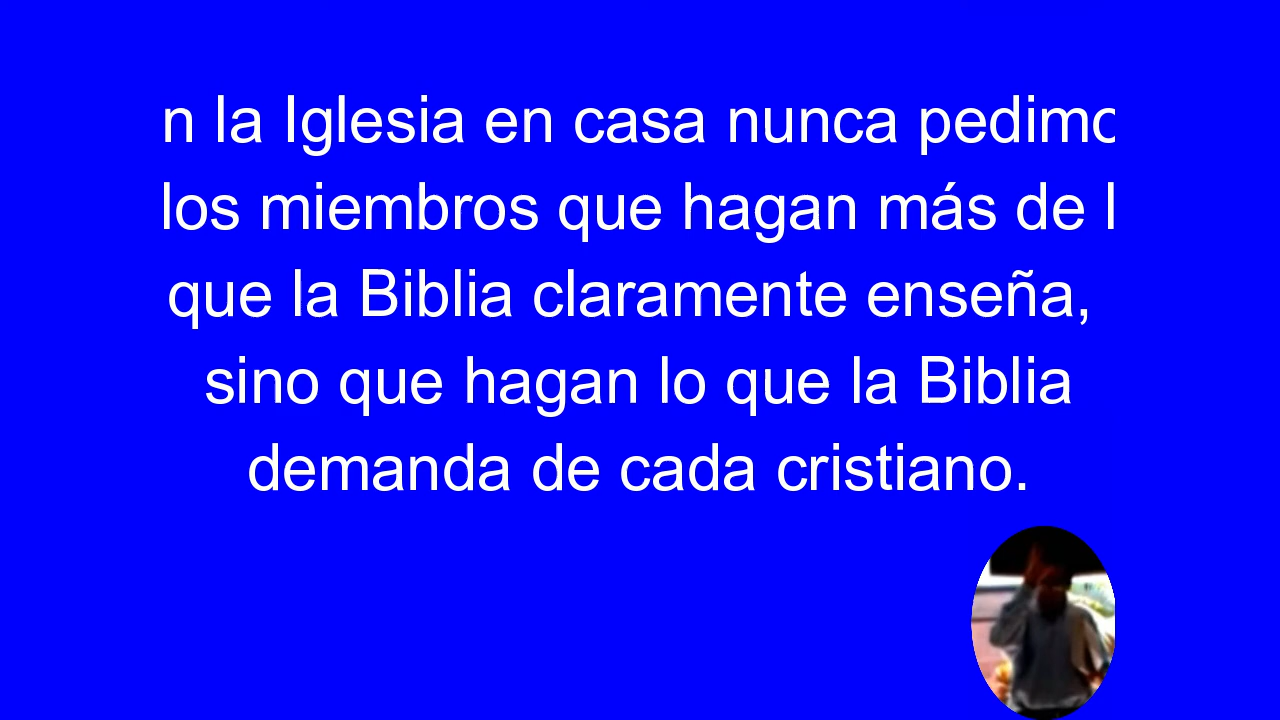 n la Iglesia en casa nunca pedimo
los miembros que hagan más de l
que la Biblia claramente enseña,
sino que hagan lo que la Biblia
demanda de cada cristiano.